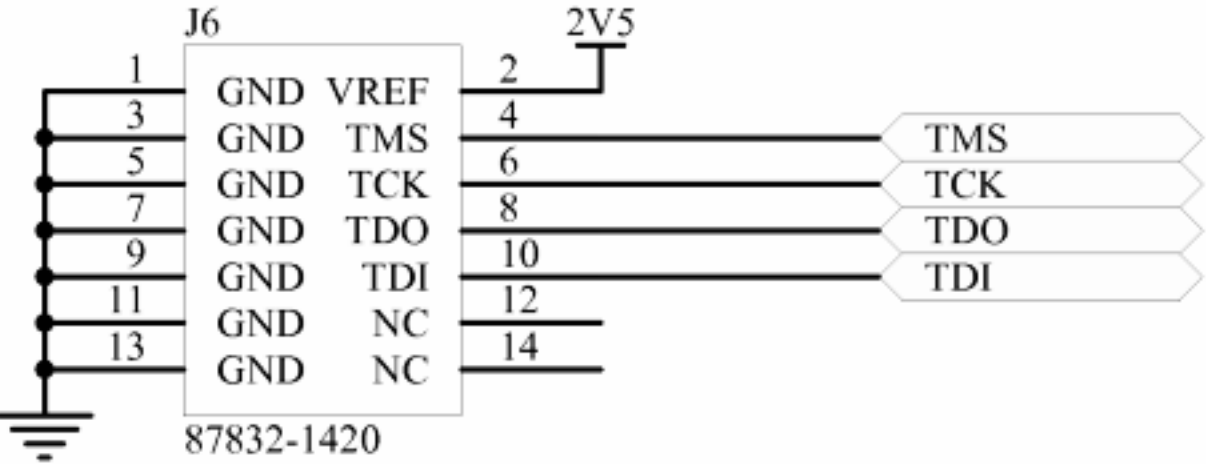 J6 2V5
1 GND VREF 2
3 GND TMS 4 TMS
5 GND TCK 6 TCK
7 GND TDO 8 TDO
9 GND TDI 10 TDI
11 GND NC 12
13 GND NC 14
87832-1420